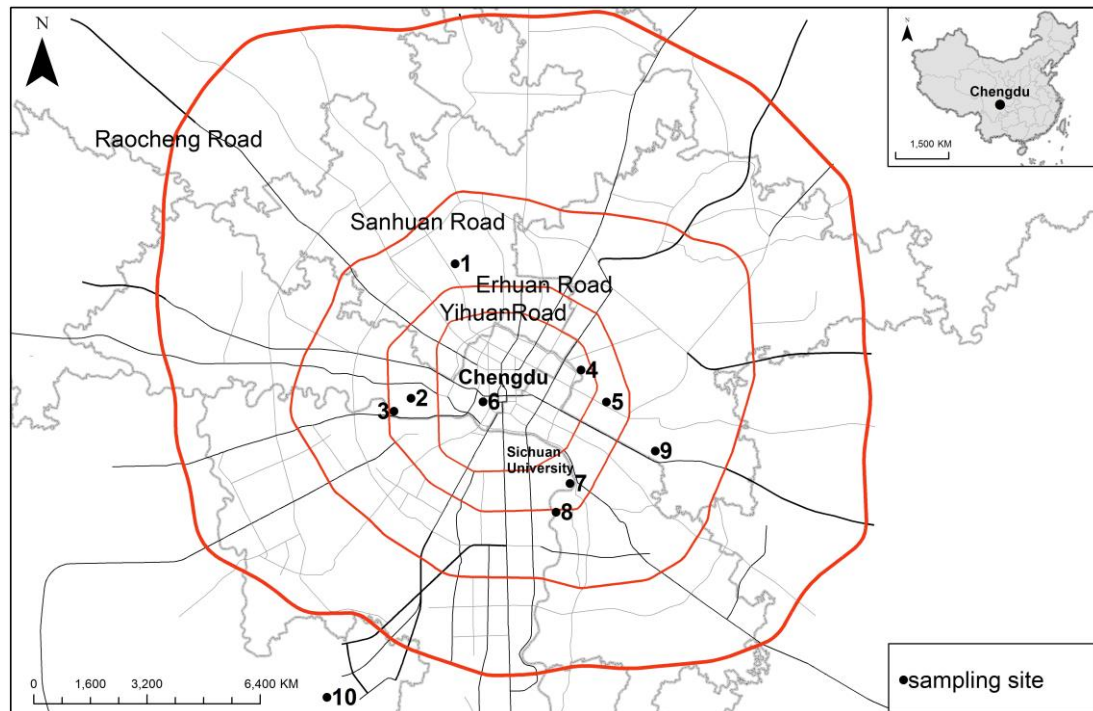 N
N
Chengdu
1,500 KM
Raocheng Road
Sanhuan Road
1
Erhuan Road
YihuanRoad
4
Chengdu
2
6
5
3
9
Sichuan
University
7
8
0 1,600 3,200 6,400 KM
10
sampling site